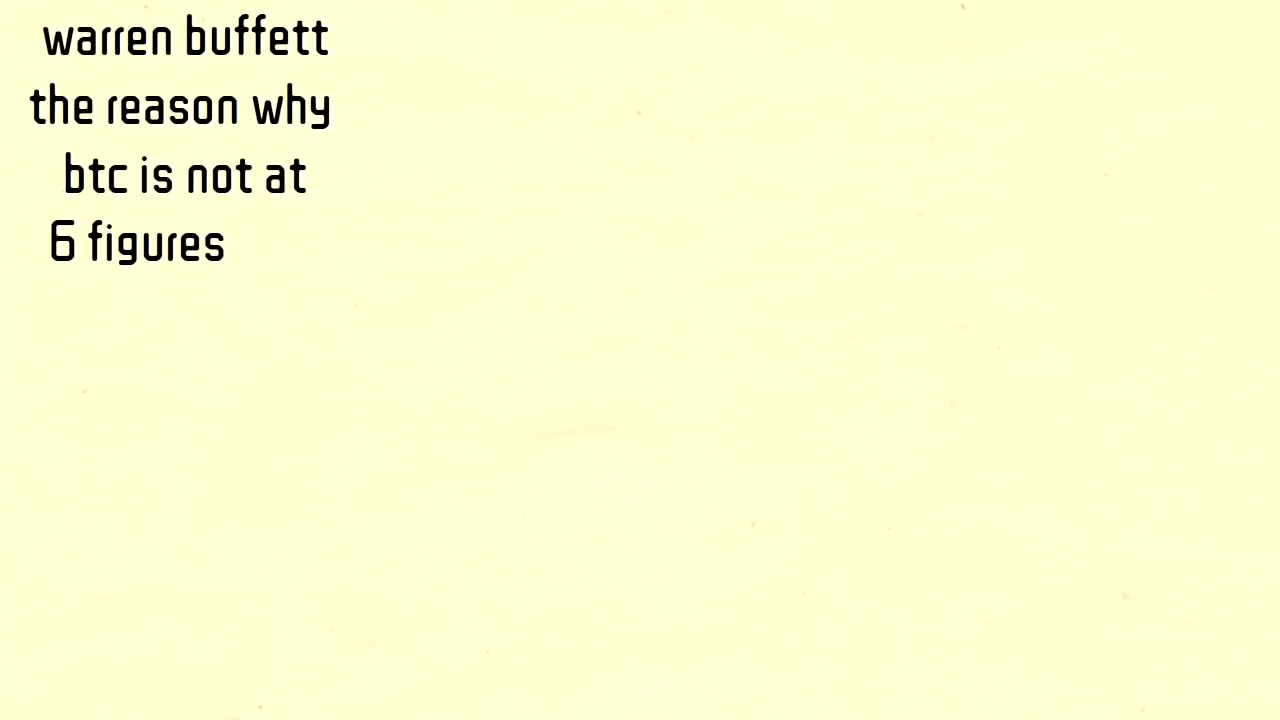 warren buffett
the reason why
btc is not at
6 figures